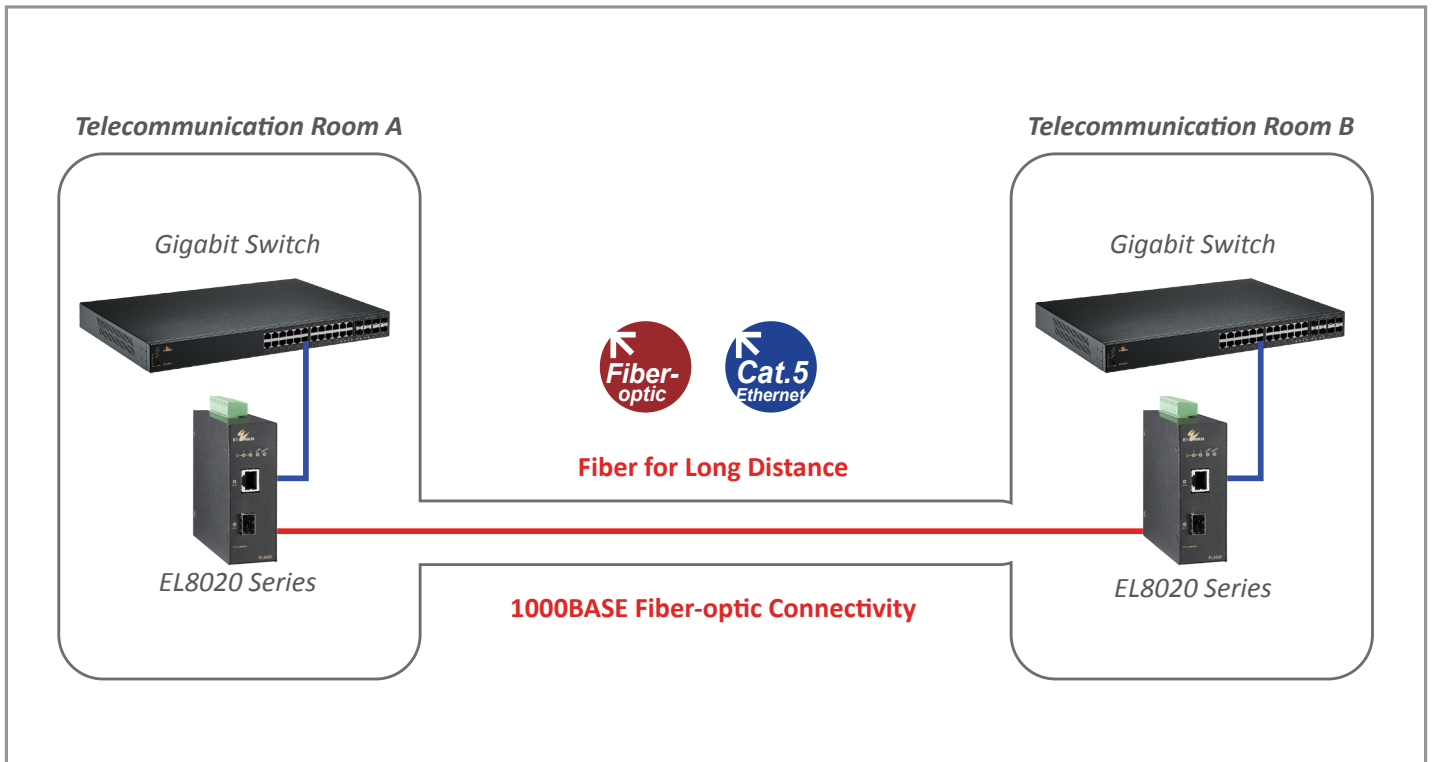 Telecommunication Room A
Telecommunication Room B
Gigabit Switch
Gigabit Switch
Fiber-
optic
Cat.5
Ethernet
Fiber for Long Distance
EL8020 Series
EL8020 Series
1000BASE Fiber-optic Connectivity